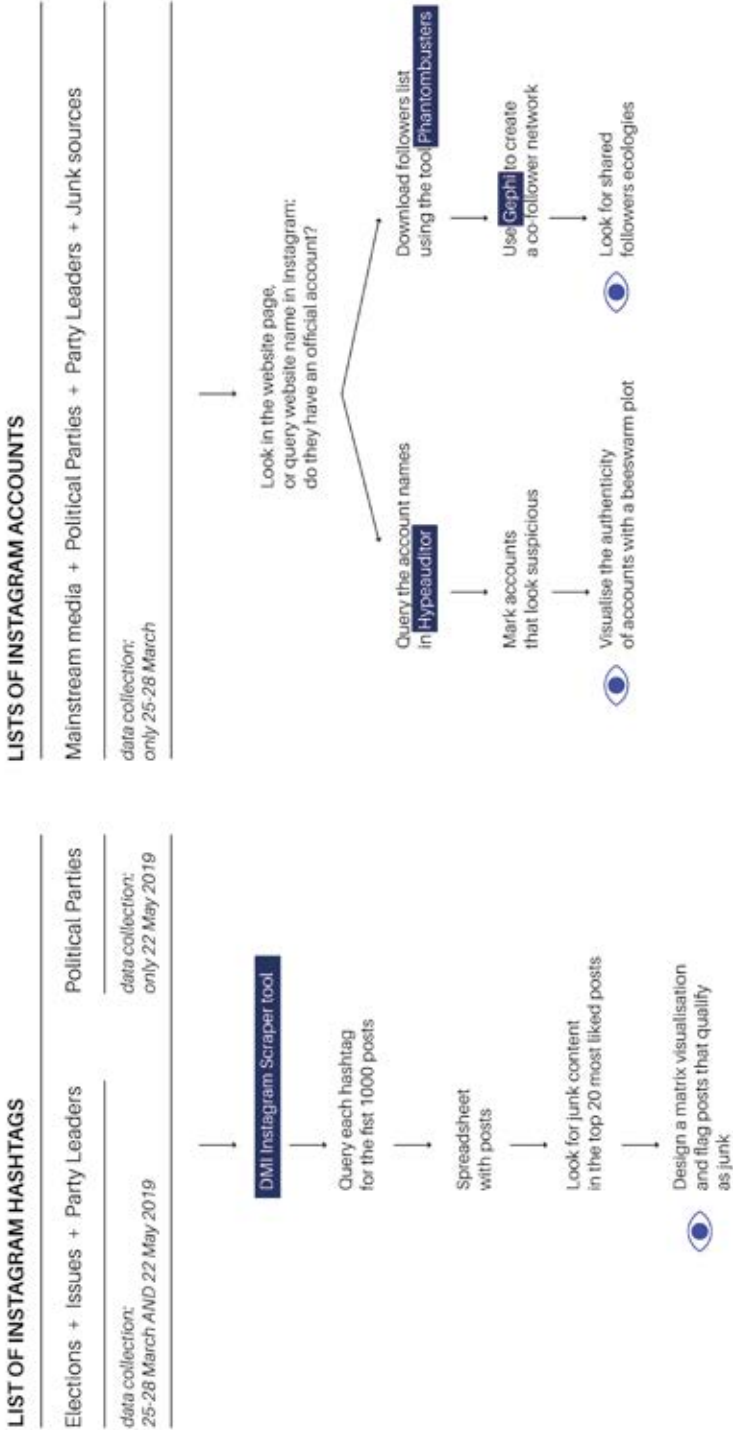 LIST OF INSTAGRAM HASHTAGS
Elections + Issues + Party Leaders
data collection:
25-28 March AND 22 May 2019
Political Parties
data collection:
only 22 May 2019
DMI Instagram Scraper tool
Query each hashtag
for the fist 1000 posts
Spreadsheet
with posts
Look for junk content
in the top 20 most liked posts
Design a matrix visualisation
and flag posts that qualify
as junk
LISTS OF INSTAGRAM ACCOUNTS
Mainstream media + Political Parties + Party Leaders + Junk sources
data collection:
only 25-28 March
Look in the website page,
or query website name in Instagram:
do they have an official account?
Query the account names
in Hypeauditor
Mark accounts
that look suspicious
Visualise the authenticity
of accounts with a beeswarm plot
Download followers list
using the tool Phantombusters
Use Gephi to create
a co-follower network
Look for shared
followers ecologies